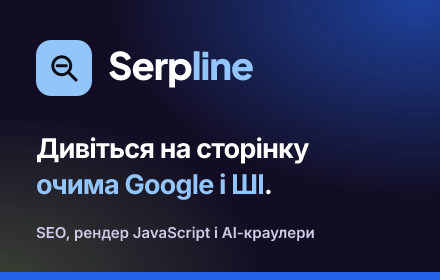 Serpline
Дивіться на сторінку
очима Google і ШІ.
SEO, рендер JavaScript і AI-краулери